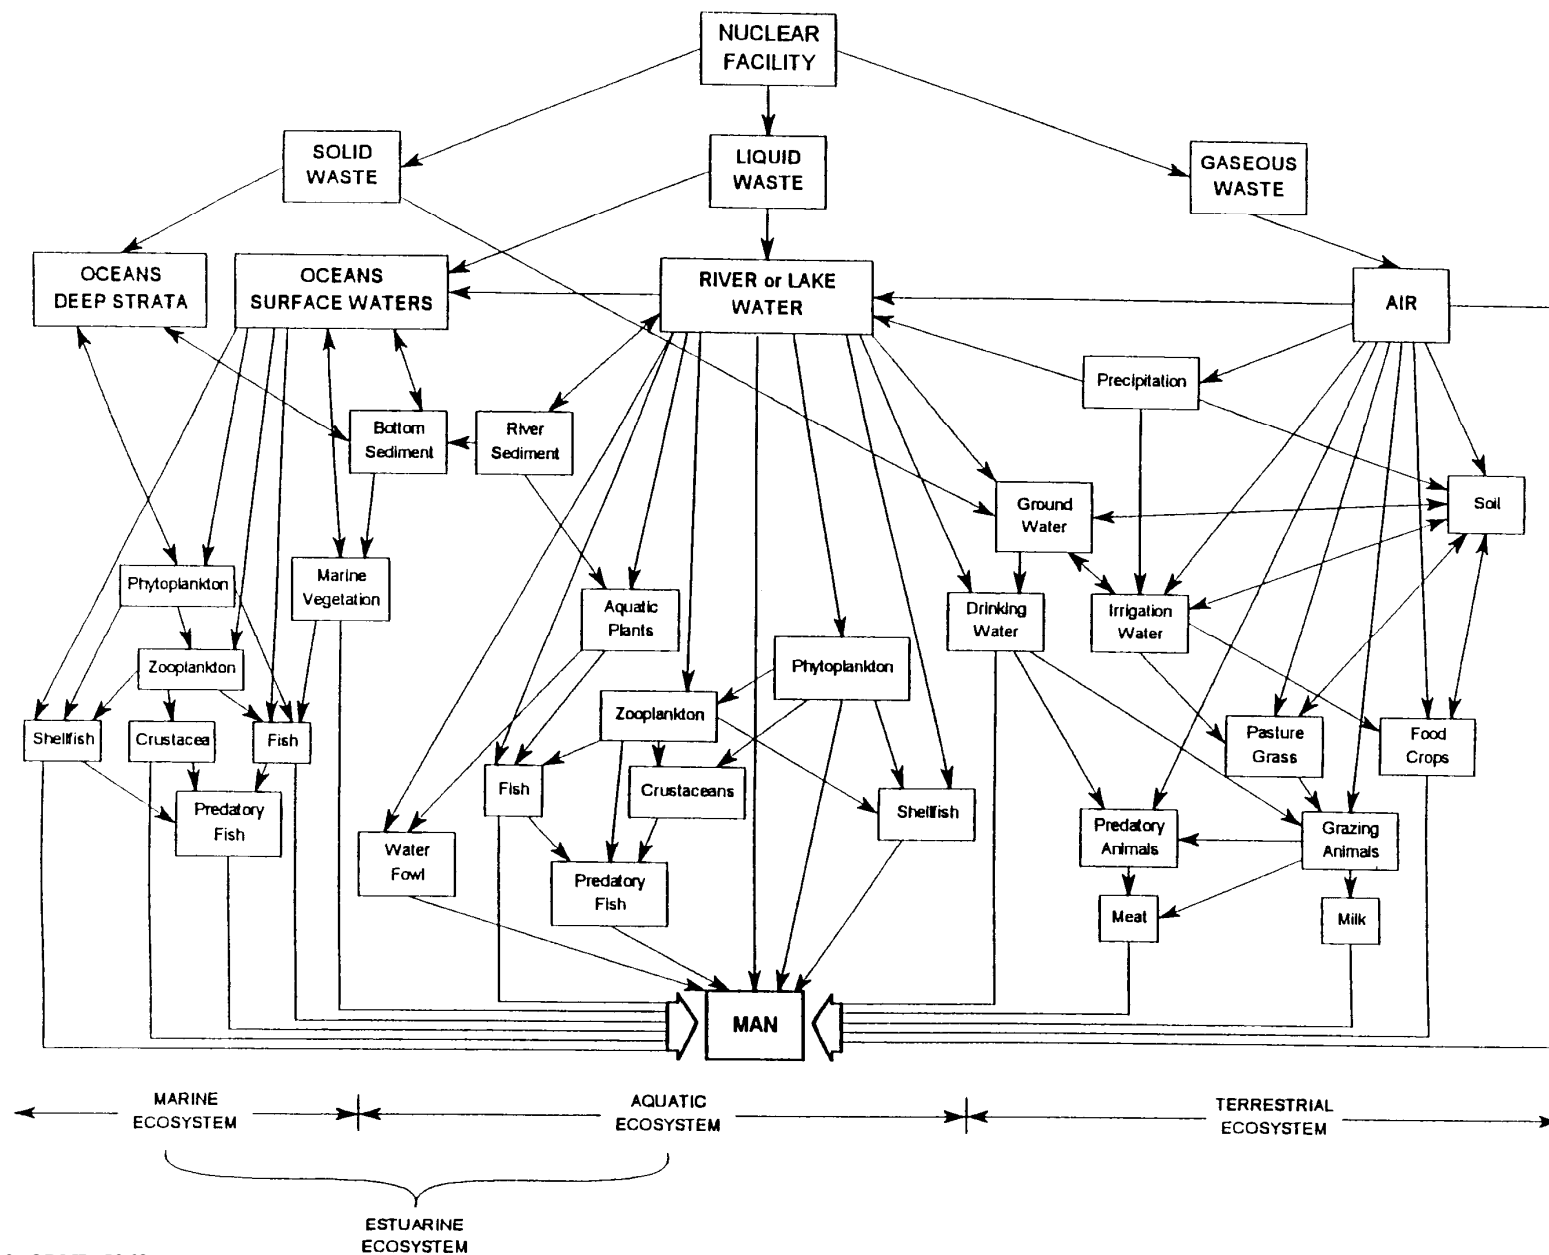 NUCLEAR
FACILITY
SOLID
WASTE
LIQUID
WASTE
GASEOUS
WASTE
OCEANS
DEEP STRATA
OCEANS
SURFACE WATERS
RIVER or LAKE
WATER
AIR
Precipitation
Bottom
Sediment
River
Sediment
Ground
Water
Soil
Phytoplankton
Marine
Vegetation
Aquatic
Plants
Drinking
Water
Irrigation
Water
Zooplankton
Phytoplankton
Zooplankton
Shellfish
Crustacea
Fish
Pasture
Grass
Food
Crops
Fish
Crustaceans
Shellfish
Predatory
Fish
Water
Fowl
Predatory
Fish
Predatory
Animals
Grazing
Animals
Meat
Milk
MAN
MARINE
ECOSYSTEM
AQUATIC
ECOSYSTEM
TERRESTRIAL
ECOSYSTEM
ESTUARINE
ECOSYSTEM